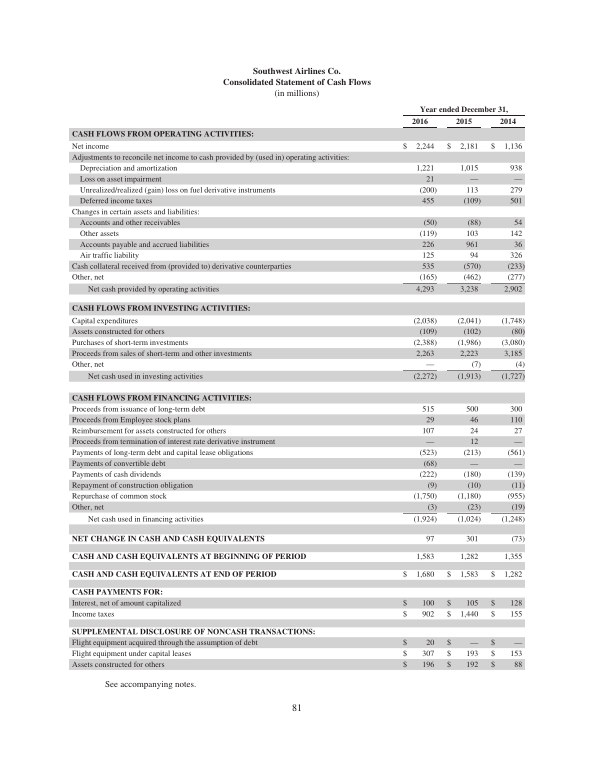 Southwest Airlines Co.
Consolidated Statement of Cash Flows
(in millions)
Year ended December 31,
2016 2015 2014
CASH FLOWS FROM OPERATING ACTIVITIES:
Net income $ 2,244 $ 2,181 $ 1,136
Adjustments to reconcile net income to cash provided by (used in) operating activities:
Depreciation and amortization 1,221 1,015 938
Loss on asset impairment 21 — —
Unrealized/realized (gain) loss on fuel derivative instruments (200) 113 279
Deferred income taxes 455 (109) 501
Changes in certain assets and liabilities:
Accounts and other receivables (50) (88) 54
Other assets (119) 103 142
Accounts payable and accrued liabilities 226 961 36
Air traffic liability 125 94 326
Cash collateral received from (provided to) derivative counterparties 535 (570) (233)
Other, net (165) (462) (277)
Net cash provided by operating activities 4,293 3,238 2,902
CASH FLOWS FROM INVESTING ACTIVITIES:
Capital expenditures (2,038) (2,041) (1,748)
Assets constructed for others (109) (102) (80)
Purchases of short-term investments (2,388) (1,986) (3,080)
Proceeds from sales of short-term and other investments 2,263 2,223 3,185
Other, net — (7) (4)
Net cash used in investing activities (2,272) (1,913) (1,727)
CASH FLOWS FROM FINANCING ACTIVITIES:
Proceeds from issuance of long-term debt 515 500 300
Proceeds from Employee stock plans 29 46 110
Reimbursement for assets constructed for others 107 24 27
Proceeds from termination of interest rate derivative instrument — 12 —
Payments of long-term debt and capital lease obligations (523) (213) (561)
Payments of convertible debt (68) — —
Payments of cash dividends (222) (180) (139)
Repayment of construction obligation (9) (10) (11)
Repurchase of common stock (1,750) (1,180) (955)
Other, net (3) (23) (19)
Net cash used in financing activities (1,924) (1,024) (1,248)
NET CHANGE IN CASH AND CASH EQUIVALENTS 97 301 (73)
CASH AND CASH EQUIVALENTS AT BEGINNING OF PERIOD 1,583 1,282 1,355
CASH AND CASH EQUIVALENTS AT END OF PERIOD $ 1,680 $ 1,583 $ 1,282
CASH PAYMENTS FOR:
Interest, net of amount capitalized $ 100 $ 105 $ 128
Income taxes $ 902 $ 1,440 $ 155
SUPPLEMENTAL DISCLOSURE OF NONCASH TRANSACTIONS:
Flight equipment acquired through the assumption of debt $ 20 $ — $ —
Flight equipment under capital leases $ 307 $ 193 $ 153
Assets constructed for others $ 196 $ 192 $ 88
See accompanying notes.
81